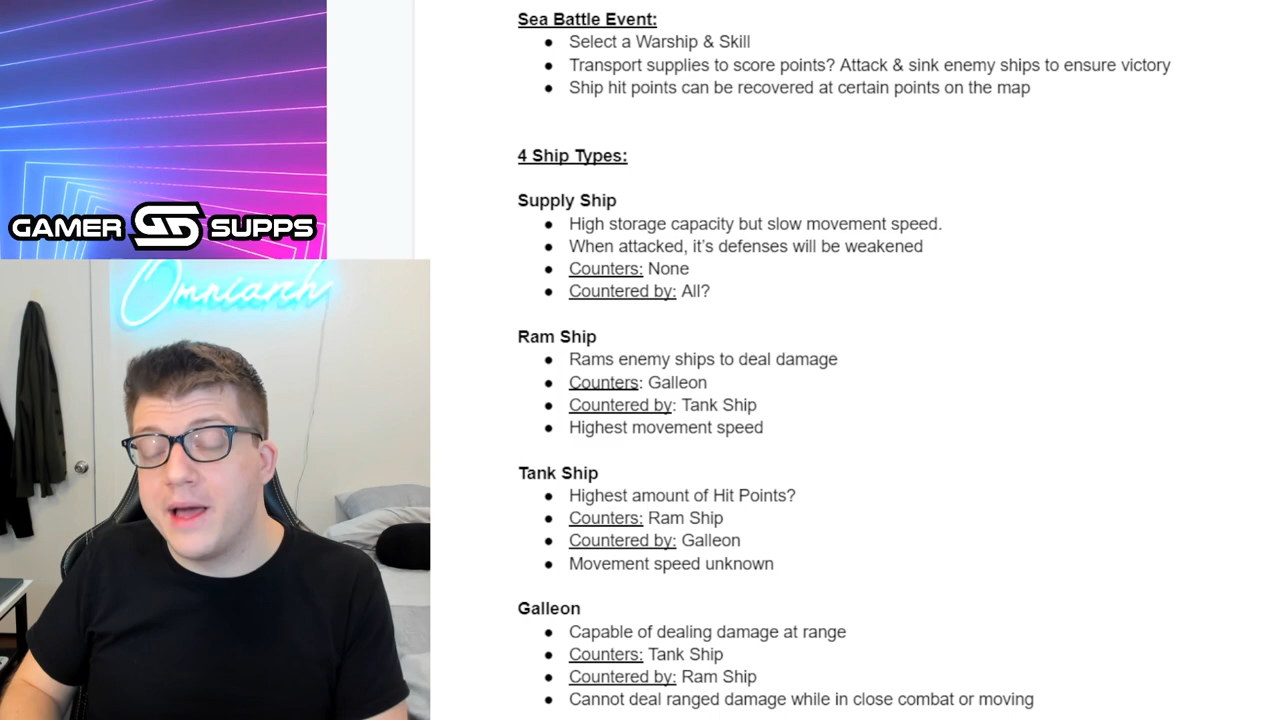 GAMER GS SUPPS
Omniarch
Sea Battle Event:
● Select a Warship & Skill
● Transport supplies to score points? Attack & sink enemy ships to ensure victory
● Ship hit points can be recovered at certain points on the map
4 Ship Types:
Supply Ship
● High storage capacity but slow movement speed.
● When attacked, it's defenses will be weakened
● Counters: None
● Countered by: All?
Ram Ship
● Rams enemy ships to deal damage
● Counters: Galleon
● Countered by: Tank Ship
● Highest movement speed
Tank Ship
● Highest amount of Hit Points?
● Counters: Ram Ship
● Countered by: Galleon
● Movement speed unknown
Galleon
● Capable of dealing damage at range
● Counters: Tank Ship
● Countered by: Ram Ship
● Cannot deal ranged damage while in close combat or moving